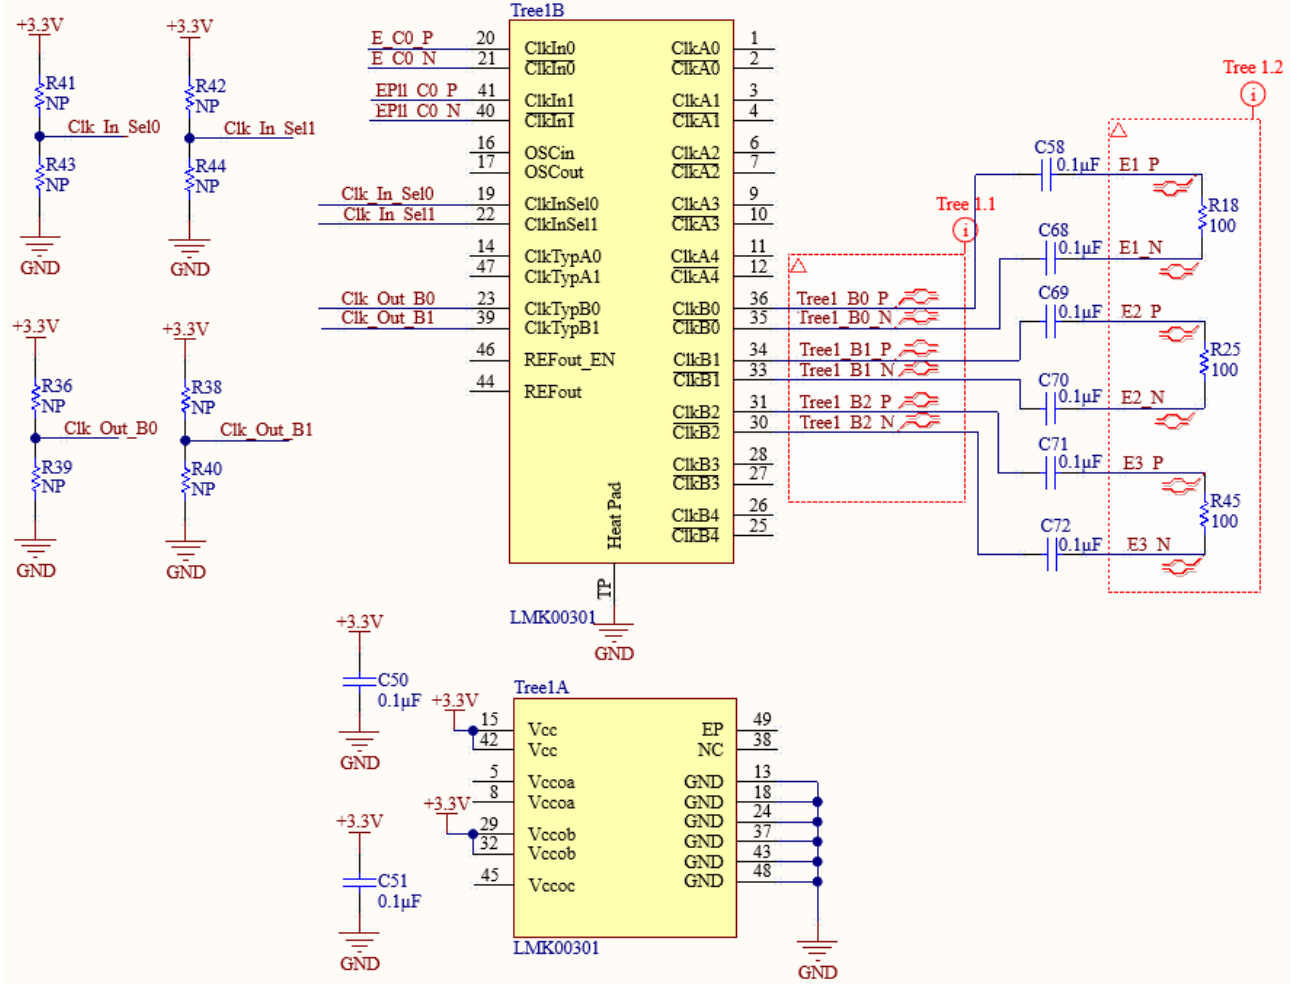 +3.3V
R41
NP
Clk_In_Sel0
R43
NP
GND
+3.3V
R42
NP
Clk_In_Sel1
R44
NP
GND
+3.3V
R36
NP
Clk_Out_B0
R39
NP
GND
+3.3V
R38
NP
Clk_Out_B1
R40
NP
GND
Tree1B
E_C0_P 20 ClkIn0
E_C0_N 21 ClkIn0
EPll_C0_P 41 ClkIn1
EPll_C0_N 40 ClkIn1
16 OSCin
17 OSCout
Clk_In_Sel0 19 ClkInSel0
Clk_In_Sel1 22 ClkInSel1
14 ClkTypA0
47 ClkTypA1
Clk_Out_B0 23 ClkTypB0
Clk_Out_B1 39 ClkTypB1
46 REFout_EN
44 REFout
ClkA0 1
ClkA0 2
ClkA1 3
ClkA1 4
ClkA2 6
ClkA2 7
ClkA3 9
ClkA3 10
ClkA4 11
ClkA4 12
ClkB0 36 Tree1_B0_P
ClkB0 35 Tree1_B0_N
ClkB1 34 Tree1_B1_P
ClkB1 33 Tree1_B1_N
ClkB2 31 Tree1_B2_P
ClkB2 30 Tree1_B2_N
ClkB3 28
ClkB3 27
ClkB4 26
ClkB4 25
Heat Pad
TP
LMK00301
GND
Tree 1.1
i
Tree 1.2
i
C58
0.1µF E1_P
R18
100
C68
0.1µF E1_N
C69
0.1µF E2_P
R25
100
C70
0.1µF E2_N
C71
0.1µF E3_P
R45
100
C72
0.1µF E3_N
+3.3V
C50
0.1µF
GND
+3.3V
C51
0.1µF
GND
Tree1A
+3.3V
15 Vcc
42 Vcc
5 Vccoa
8 Vccoa
+3.3V
29 Vccob
32 Vccob
45 Vccoc
EP 49
NC 38
GND 13
GND 18
GND 24
GND 37
GND 43
GND 48
LMK00301
GND